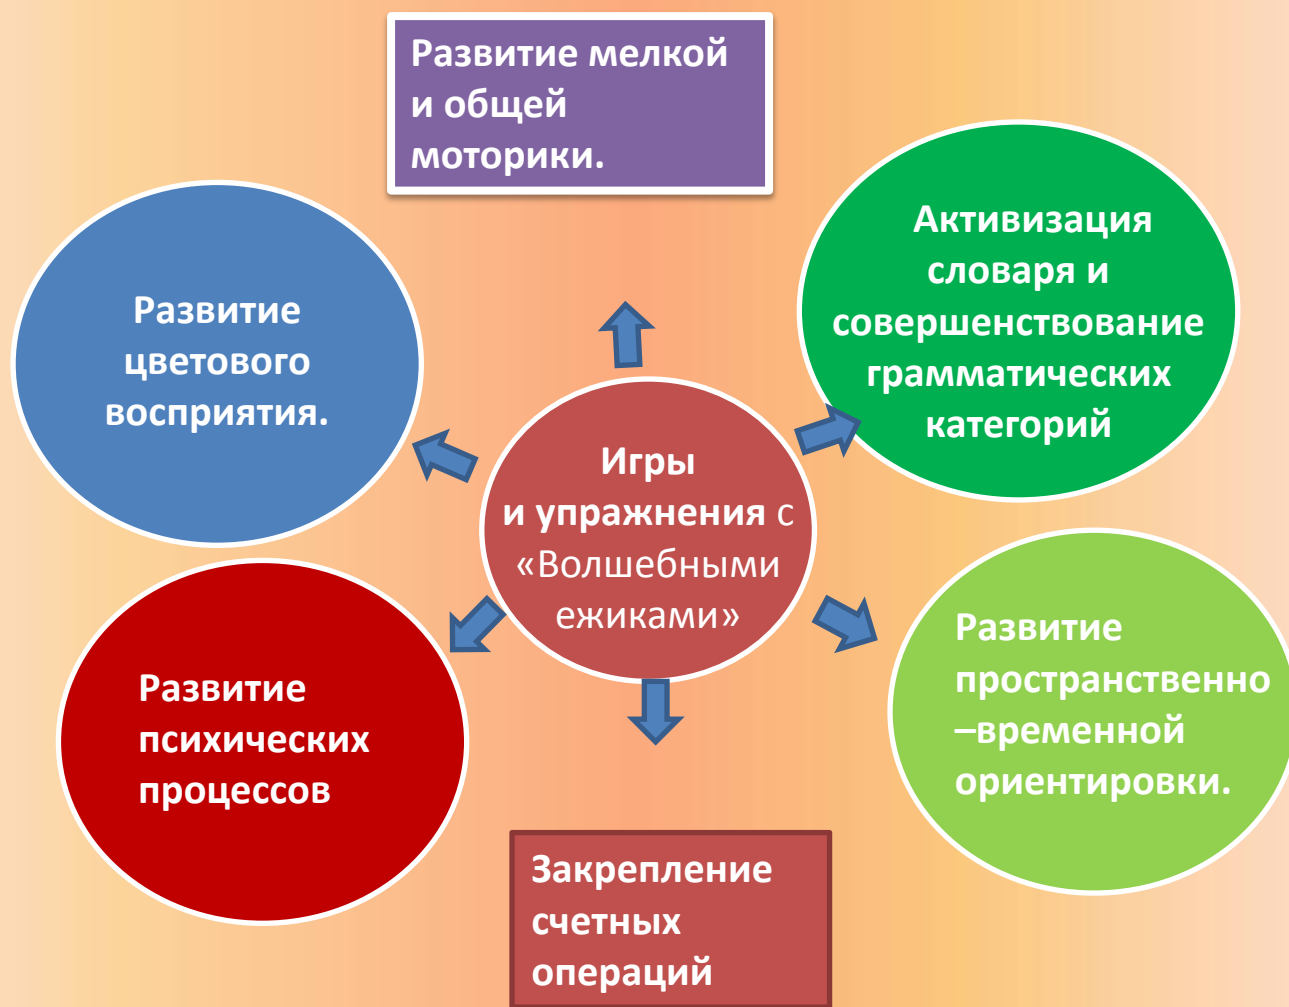 Развитие мелкой
и общей
моторики.
Активизация
словаря и
совершенствование
грамматических
категорий
Развитие
цветового
восприятия.
Игры
и упражнения с
«Волшебными
ежиками»
Развитие
пространственно
–временной
ориентировки.
Развитие
психических
процессов
Закрепление
счетных
операций